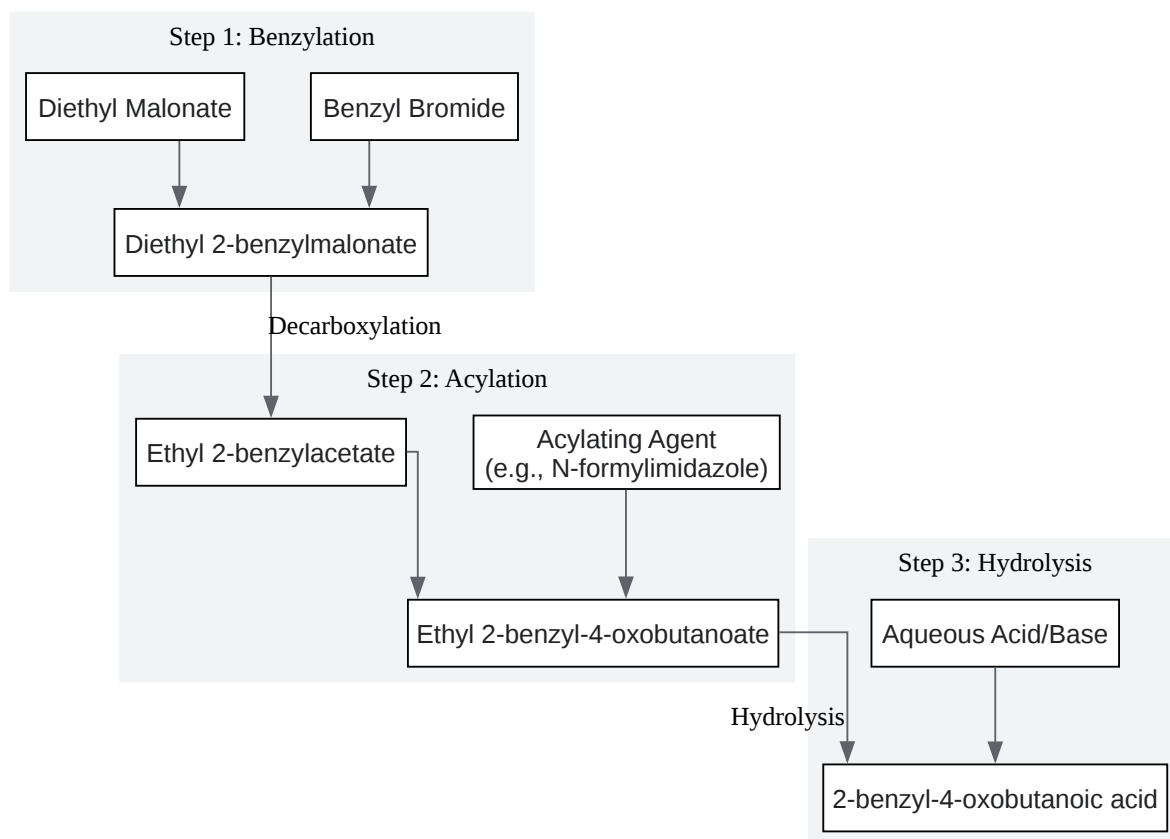 Step 1: Benzylation
Diethyl Malonate
Benzyl Bromide
Diethyl 2-benzylmalonate
Decarboxylation
Step 2: Acylation
Ethyl 2-benzylacetate
Acylating Agent
(e.g., N-formylimidazole)
Ethyl 2-benzyl-4-oxobutanoate
Step 3: Hydrolysis
Aqueous Acid/Base
Hydrolysis
2-benzyl-4-oxobutanoic acid